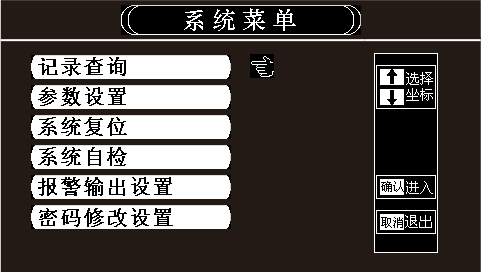 系统菜单
记录查询
参数设置
系统复位
系统自检
报警输出设置
密码修改设置
↑选择
↓坐标
确认进入
取消退出